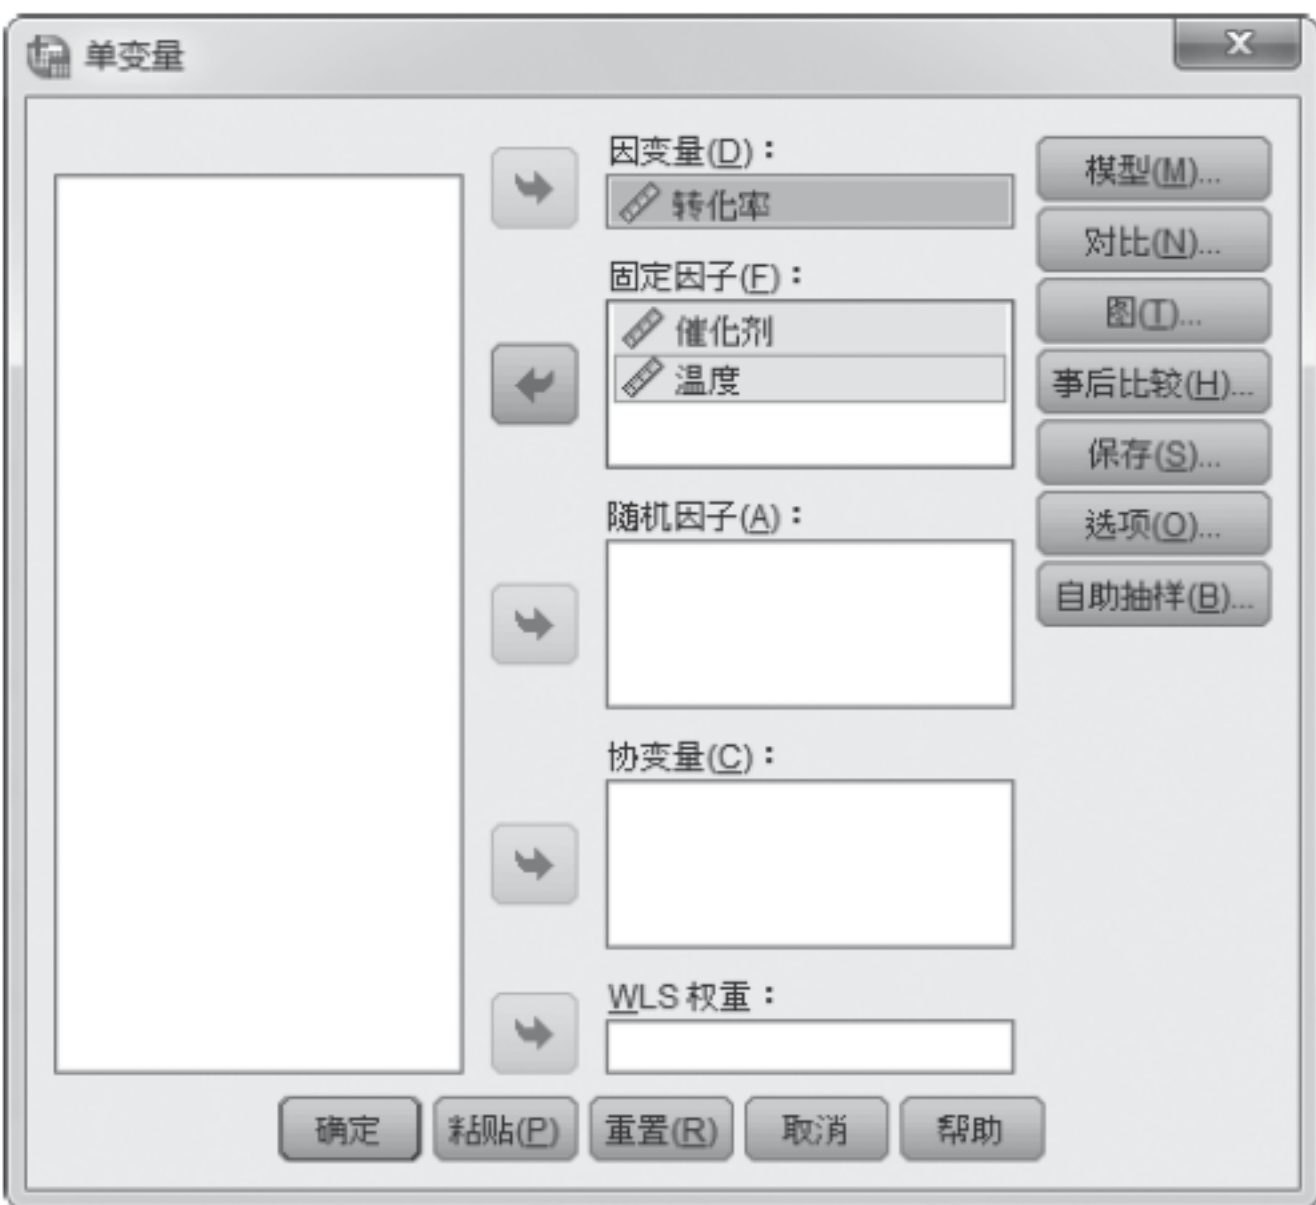 单变量
因变量(D)：
转化率
固定因子(F)：
催化剂
温度
随机因子(A)：
协变量(C)：
WLS 权重：
模型(M)...
对比(N)...
图(T)...
事后比较(H)...
保存(S)...
选项(O)...
自助抽样(B)...
确定
粘贴(P)
重置(R)
取消
帮助